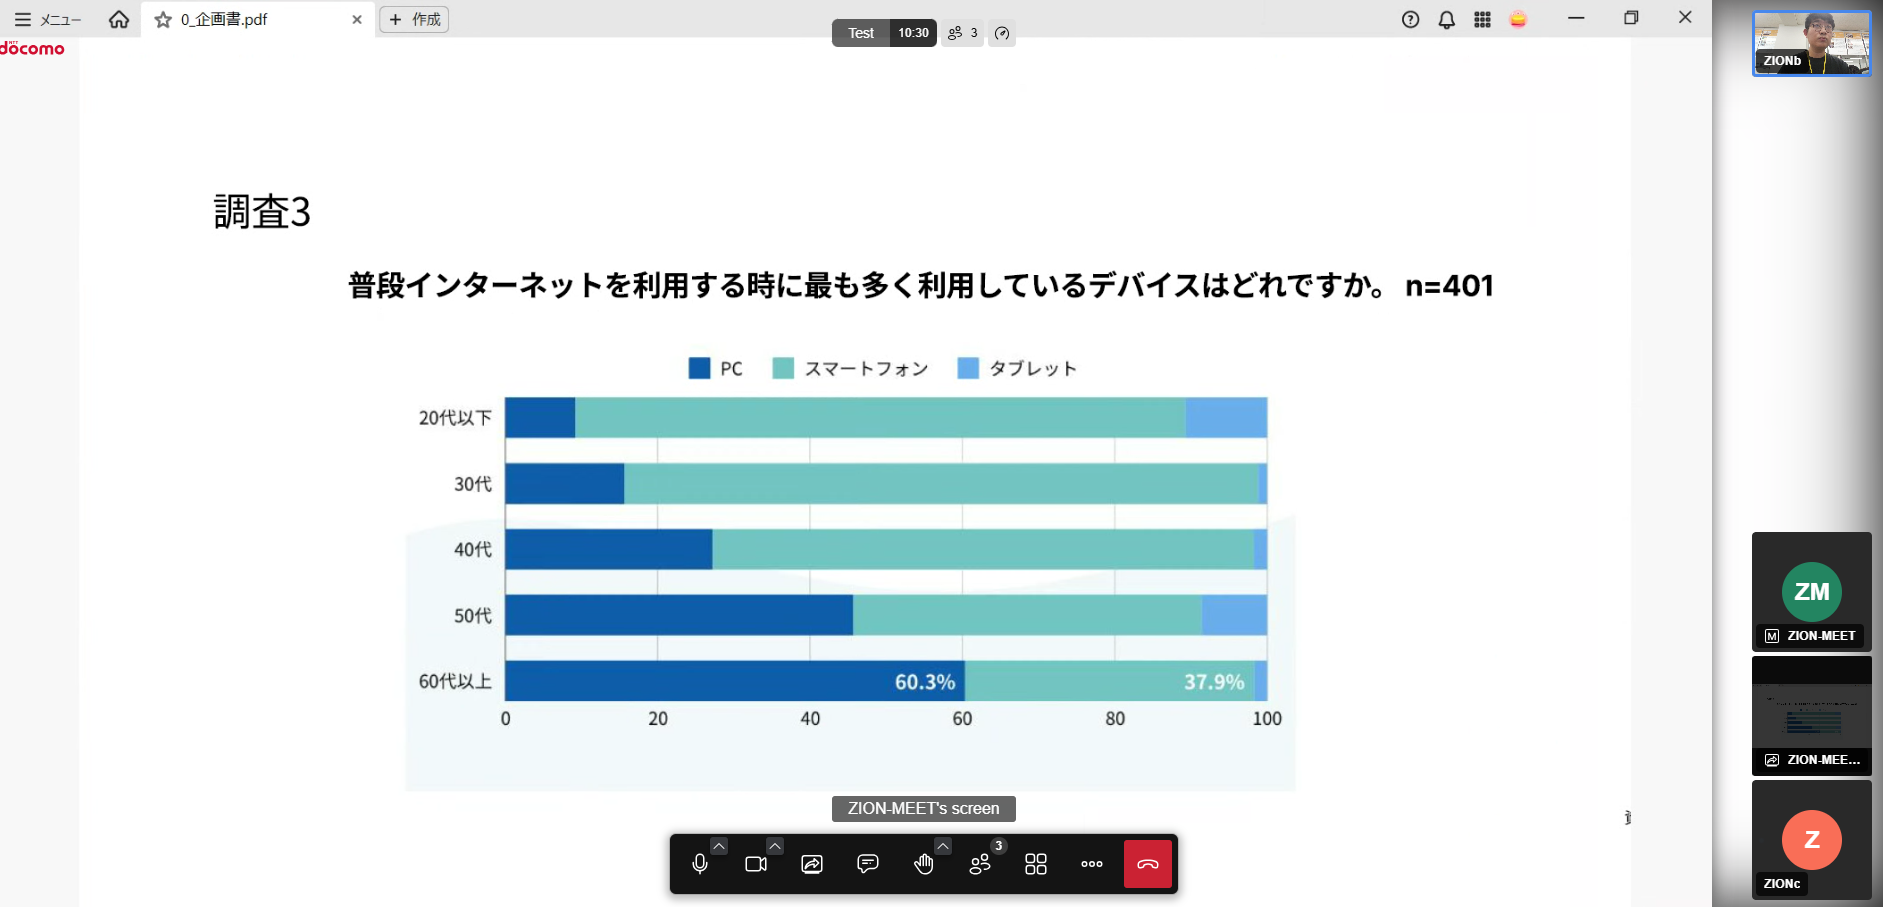 メニュー
0_企画書.pdf
作成
Test
10:30
3
döcomo
ZIONb
調査3
普段インターネットを利用する時に最も多く利用しているデバイスはどれですか。 n=401
PC
スマートフォン
タブレット
20代以下
30代
40代
50代
60代以上
60.3%
37.9%
0
20
40
60
80
100
ZION-MEET's screen
3
ZM
M
ZION-MEET
ZION-MEE...
Z
ZIONc